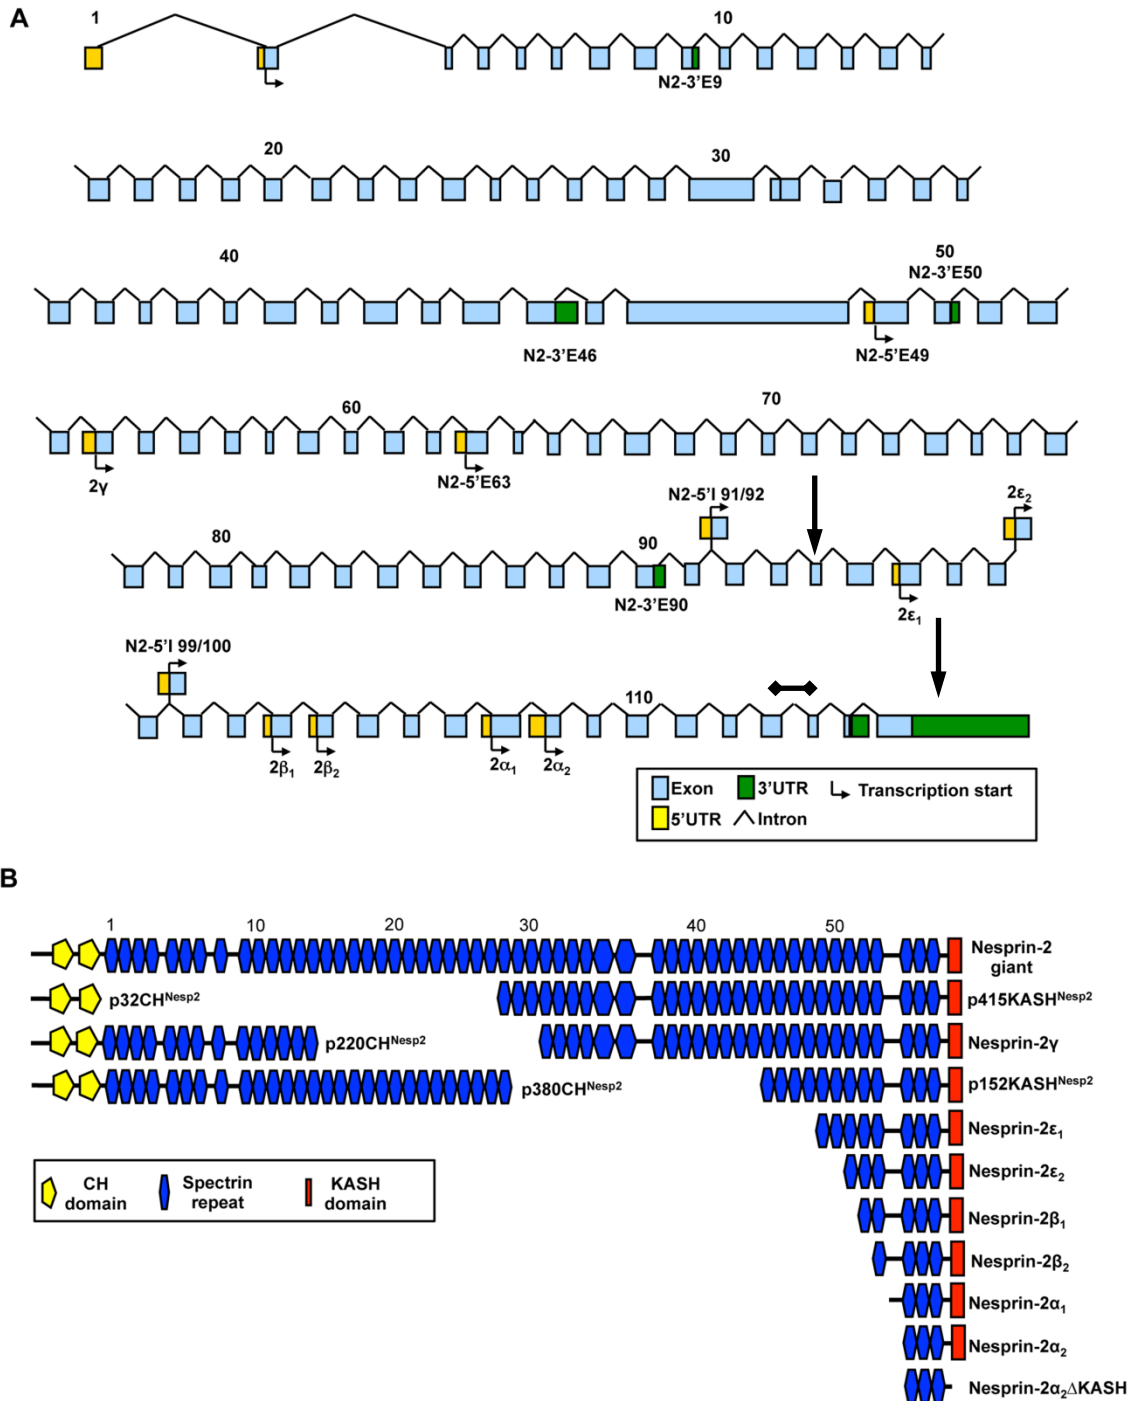 A
1
10
N2-3'E9
20
30
40
50
N2-3'E50
N2-3'E46
N2-5'E49
60
70
2γ
N2-5'E63
N2-5'I 91/92
2ε₂
80
90
N2-3'E90
2ε₁
N2-5'I 99/100
110
2β₁
2β₂
2α₁
2α₂
Exon
3'UTR
Transcription start
5'UTR
Intron
B
1
10
20
30
40
50
Nesprin-2
giant
p32CHᴺᵉˢᵖ²
p415KASHᴺᵉˢᵖ²
p220CHᴺᵉˢᵖ²
Nesprin-2γ
p380CHᴺᵉˢᵖ²
p152KASHᴺᵉˢᵖ²
Nesprin-2ε₁
Nesprin-2ε₂
Nesprin-2β₁
Nesprin-2β₂
Nesprin-2α₁
Nesprin-2α₂
Nesprin-2α₂ΔKASH
CH
domain
Spectrin
repeat
KASH
domain